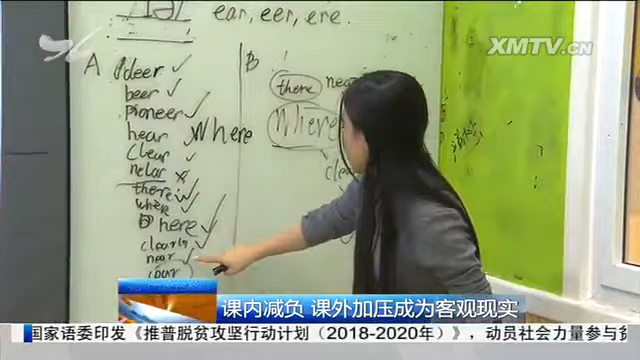 ear, eer, ere.
XMTV.CN
A deer
B
beer
pioneer
hear
Where
clear
there
where
here
clearly
near
there near
Where
课内减负 课外加压成为客观现实
国家语委印发《推普脱贫攻坚行动计划（2018-2020年）》，动员社会力量参与贫